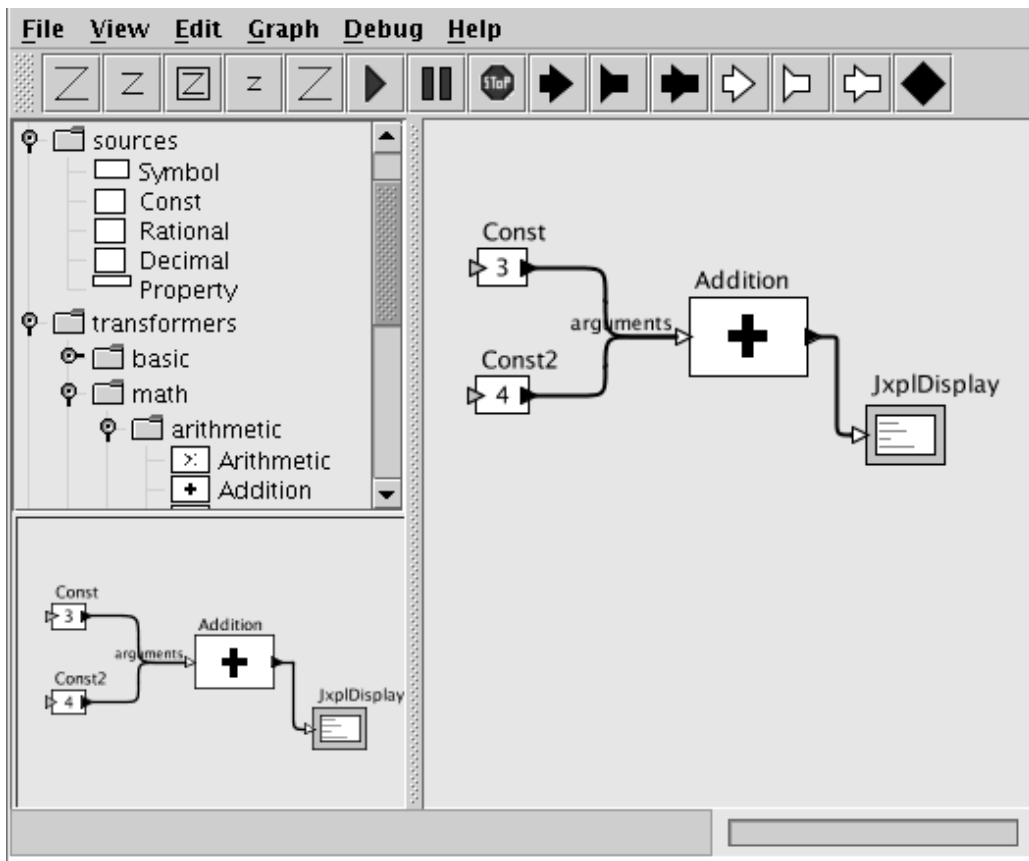 File View Edit Graph Debug Help
Z Z Z Z Z STOP
sources
Symbol
Const
Rational
Decimal
Property
transformers
basic
math
arithmetic
Arithmetic
Addition
Const
3
Addition
arguments
Const2
4
JxplDisplay
Const
3
Addition
arguments
Const2
4
JxplDisplay